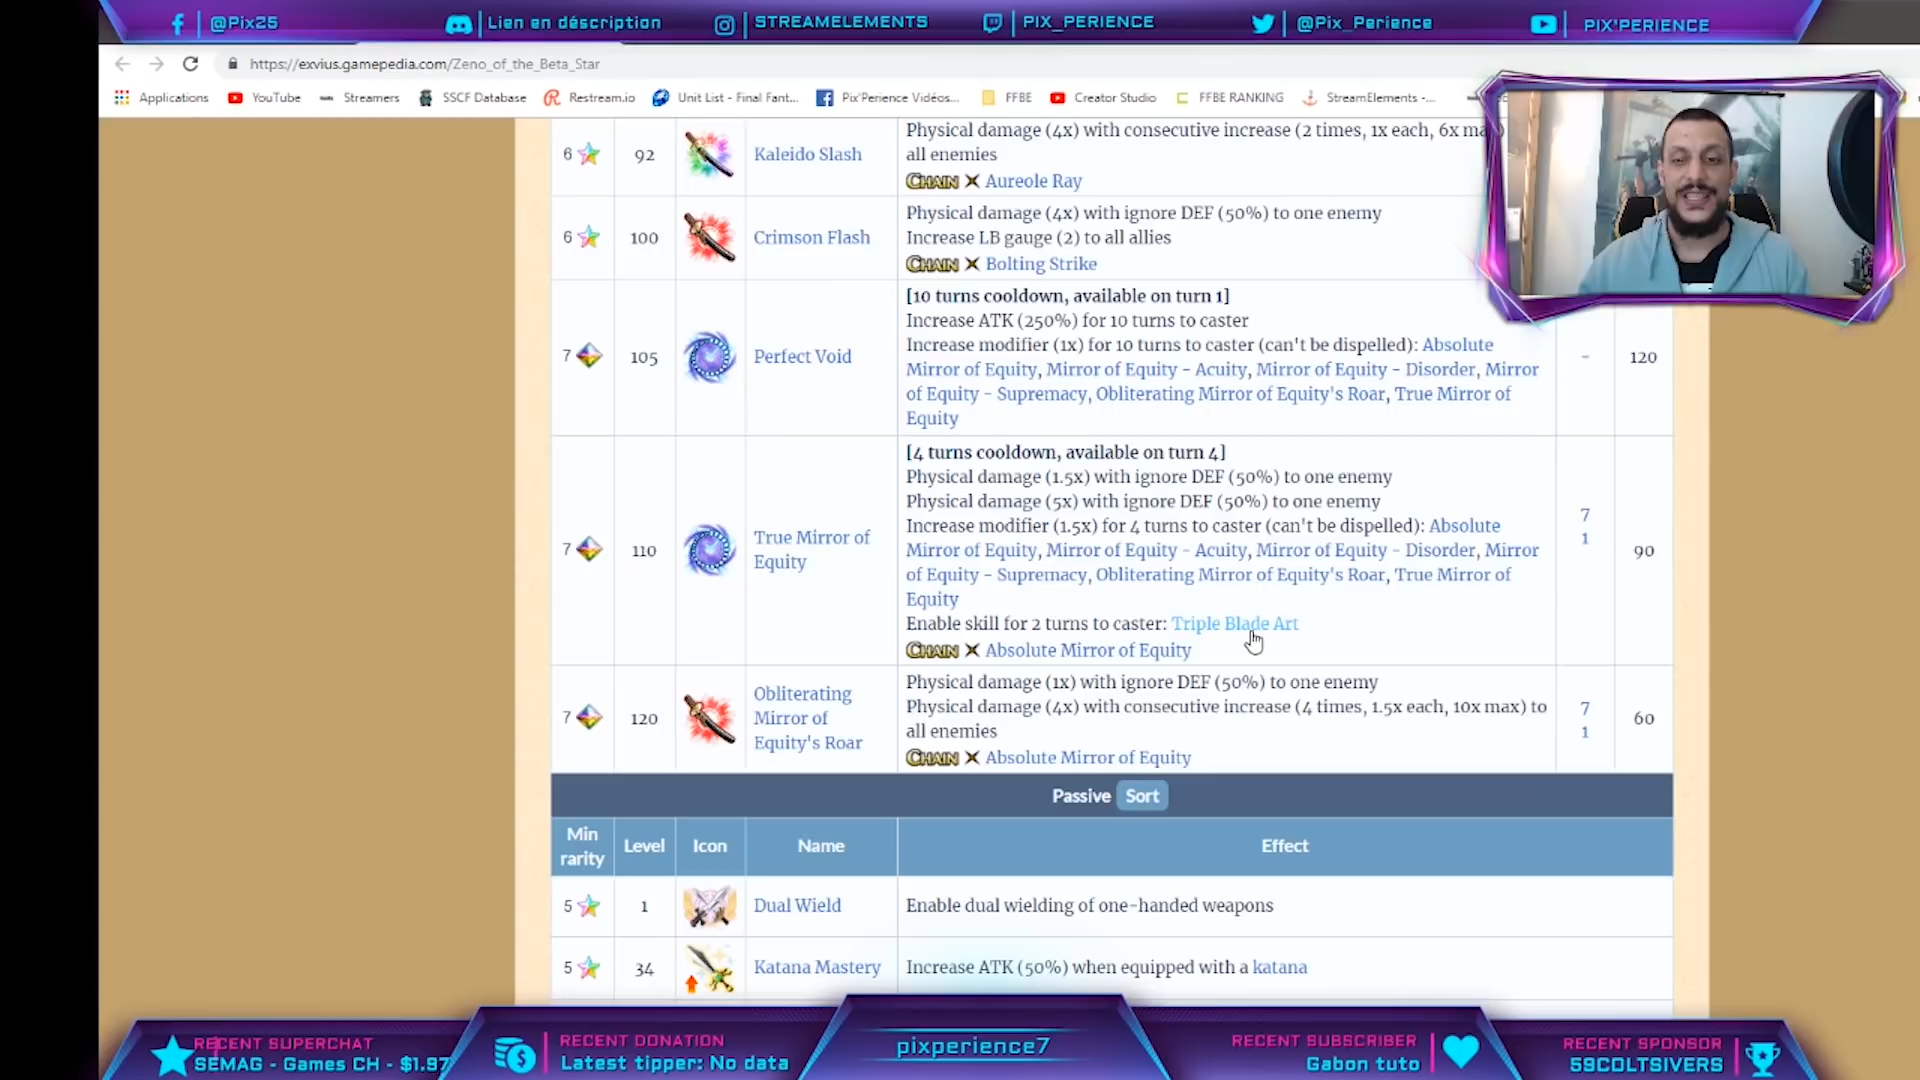 @Pix25
Lien en déscription
STREAMELEMENTS
PIX_PERIENCE
@Pix_Perience
PIX'PERIENCE
https://exvius.gamepedia.com/Zeno_of_the_Beta_Star
Applications
YouTube
Streamers
SSCF Database
Restream.io
Unit List - Final Fant...
Pix'Perience Vidéos...
FFBE
Creator Studio
FFBE RANKING
StreamElements -...
6
92
Kaleido Slash
Physical damage (4x) with consecutive increase (2 times, 1x each, 6x
all enemies
CHAIN Aureole Ray
6
100
Crimson Flash
Physical damage (4x) with ignore DEF (50%) to one enemy
Increase LB gauge (2) to all allies
CHAIN Bolting Strike
7
105
Perfect Void
[10 turns cooldown, available on turn 1]
Increase ATK (250%) for 10 turns to caster
Increase modifier (1x) for 10 turns to caster (can't be dispelled): Absolute
Mirror of Equity, Mirror of Equity - Acuity, Mirror of Equity - Disorder, Mirror
of Equity - Supremacy, Obliterating Mirror of Equity's Roar, True Mirror of
Equity
-
120
7
110
True Mirror of
Equity
[4 turns cooldown, available on turn 4]
Physical damage (1.5x) with ignore DEF (50%) to one enemy
Physical damage (5x) with ignore DEF (50%) to one enemy
Increase modifier (1.5x) for 4 turns to caster (can't be dispelled): Absolute
Mirror of Equity, Mirror of Equity - Acuity, Mirror of Equity - Disorder, Mirror
of Equity - Supremacy, Obliterating Mirror of Equity's Roar, True Mirror of
Equity
Enable skill for 2 turns to caster: Triple Blade Art
CHAIN Absolute Mirror of Equity
7
1
90
7
120
Obliterating
Mirror of
Equity's Roar
Physical damage (1x) with ignore DEF (50%) to one enemy
Physical damage (4x) with consecutive increase (4 times, 1.5x each, 10x max) to
all enemies
CHAIN Absolute Mirror of Equity
7
1
60
Passive Sort
Min
rarity
Level
Icon
Name
Effect
5
1
Dual Wield
Enable dual wielding of one-handed weapons
5
34
Katana Mastery
Increase ATK (50%) when equipped with a katana
RECENT SUPERCHAT
SEMAG - Games CH - $1.97
RECENT DONATION
Latest tipper: No data
pixperience7
RECENT SUBSCRIBER
Gabon tuto
RECENT SPONSOR
59COLTSIVERS